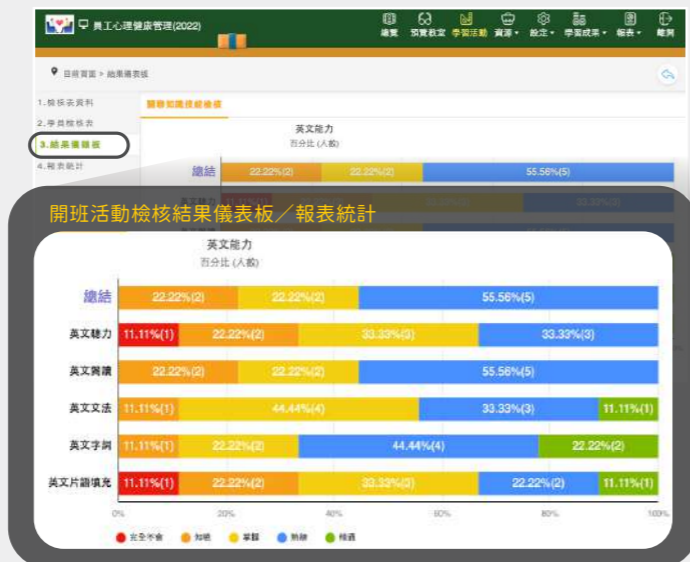 員工心理健康管理(2022)
總覽 預覽教室 學習活動 資源 設定 學習成果 報表 離開
目前頁面 > 結果儀表板
1.檢核表資料
2.學員檢核表
3.結果儀錶板
4.報表統計
英文能力
百分比 (人數)
總結 22.22%(2) 22.22%(2) 55.56%(5)
開班活動檢核結果儀表板／報表統計
英文能力
百分比 (人數)
總結 22.22%(2) 22.22%(2) 55.56%(5)
英文聽力 11.11%(1) 22.22%(2) 33.33%(3) 33.33%(3)
英文閱讀 22.22%(2) 22.22%(2) 55.56%(5)
英文文法 11.11%(1) 44.44%(4) 33.33%(3) 11.11%(1)
英文字詞 11.11%(1) 22.22%(2) 44.44%(4) 22.22%(2)
英文片語填充 11.11%(1) 22.22%(2) 33.33%(3) 22.22%(2) 11.11%(1)
0% 20% 40% 60% 80% 100%
完全不會 知曉 掌握 熟練 精通